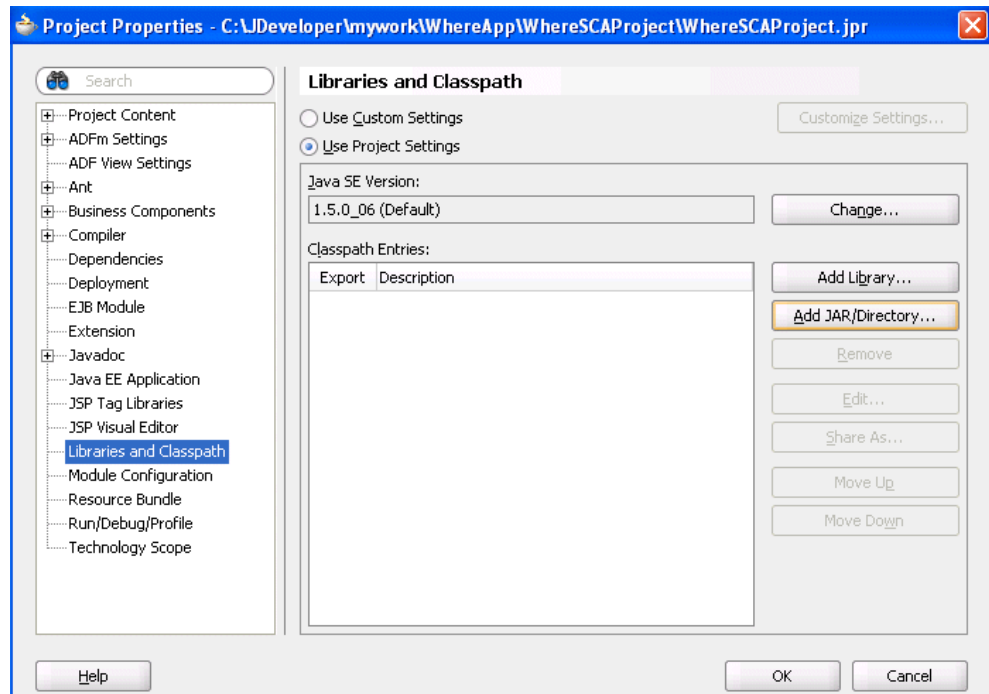 Project Properties - C:\JDeveloper\mywork\WhereApp\WhereSCAProject\WhereSCAProject.jpr
Search
Project Content
ADFm Settings
ADF View Settings
Ant
Business Components
Compiler
Dependencies
Deployment
EJB Module
Extension
Javadoc
Java EE Application
JSP Tag Libraries
JSP Visual Editor
Libraries and Classpath
Module Configuration
Resource Bundle
Run/Debug/Profile
Technology Scope
Libraries and Classpath
Use Custom Settings
Customize Settings...
Use Project Settings
Java SE Version:
1.5.0_06 (Default)
Change...
Classpath Entries:
Export Description
Add Library...
Add JAR/Directory...
Remove
Edit...
Share As...
Move Up
Move Down
Help
OK
Cancel